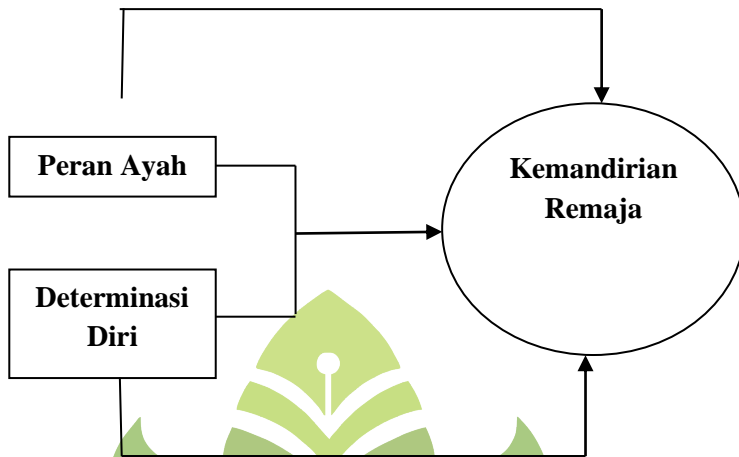 Peran Ayah
Determinasi
Diri
Kemandirian
Remaja